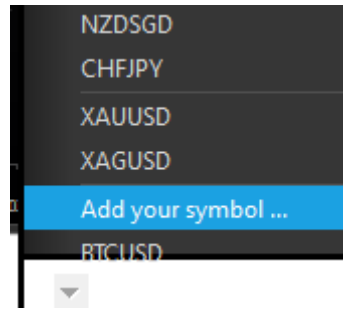 NZDSGD
CHFJPY
XAUUSD
XAGUSD
Add your symbol ...
BTCUSD